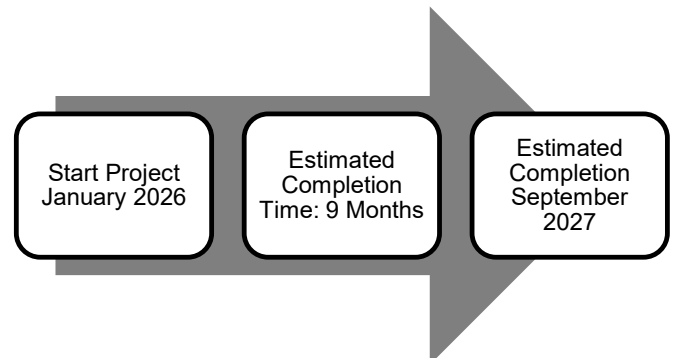 Start Project
January 2026
Estimated
Completion
Time: 9 Months
Estimated
Completion
September
2027